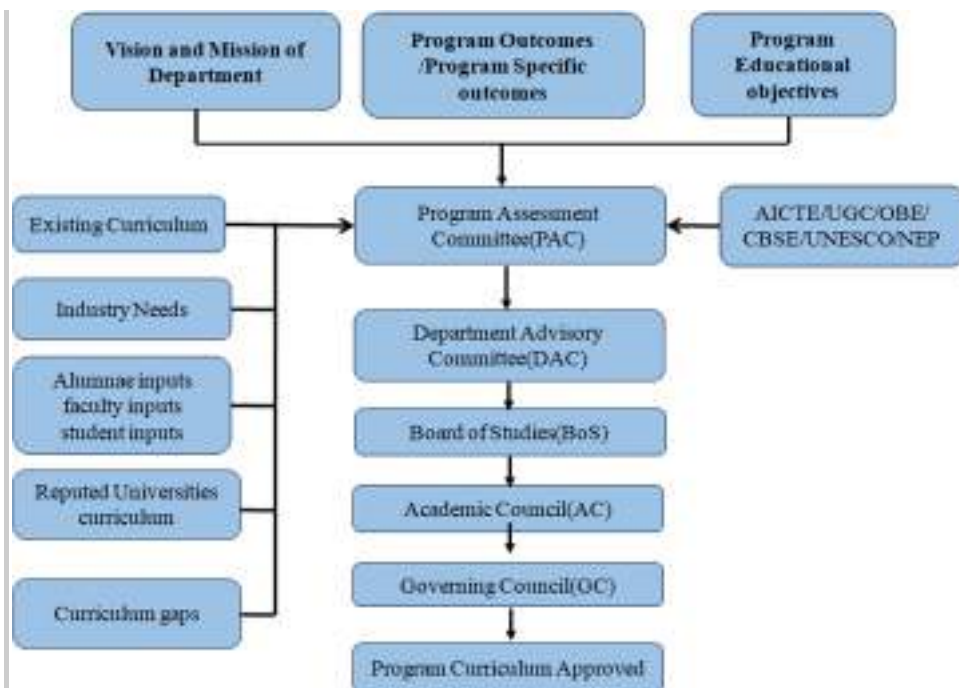 Vision and Mission of
Department
Program Outcomes
/Program Specific
outcomes
Program
Educational
objectives
Existing Curriculum
Program Assessment
Committee(PAC)
AICTE/UGC/OBE/
CBSE/UNESCO/NEP
Industry Needs
Department Advisory
Committee(DAC)
Alumnae inputs
faculty inputs
student inputs
Board of Studies(BoS)
Reputed Universities
curriculum
Academic Council(AC)
Governing Council(GC)
Curriculum gaps
Program Curriculum Approved